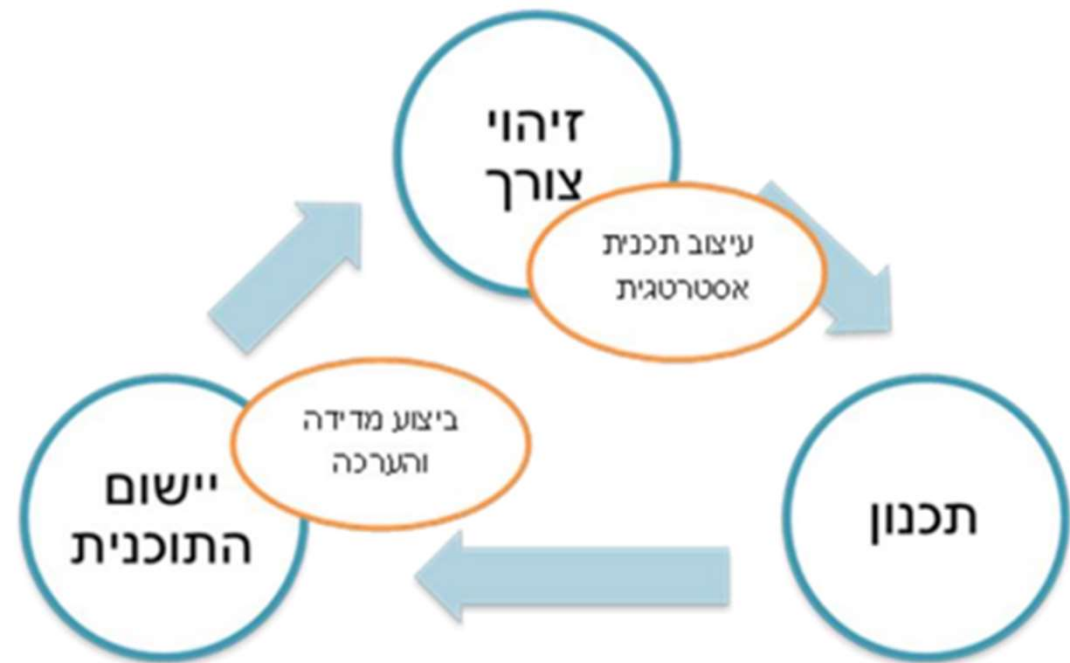 זיהוי
צורך
עיצוב תכנית
אסטרטגית
תכנון
ביצוע מדידה
והערכה
יישום
התוכנית